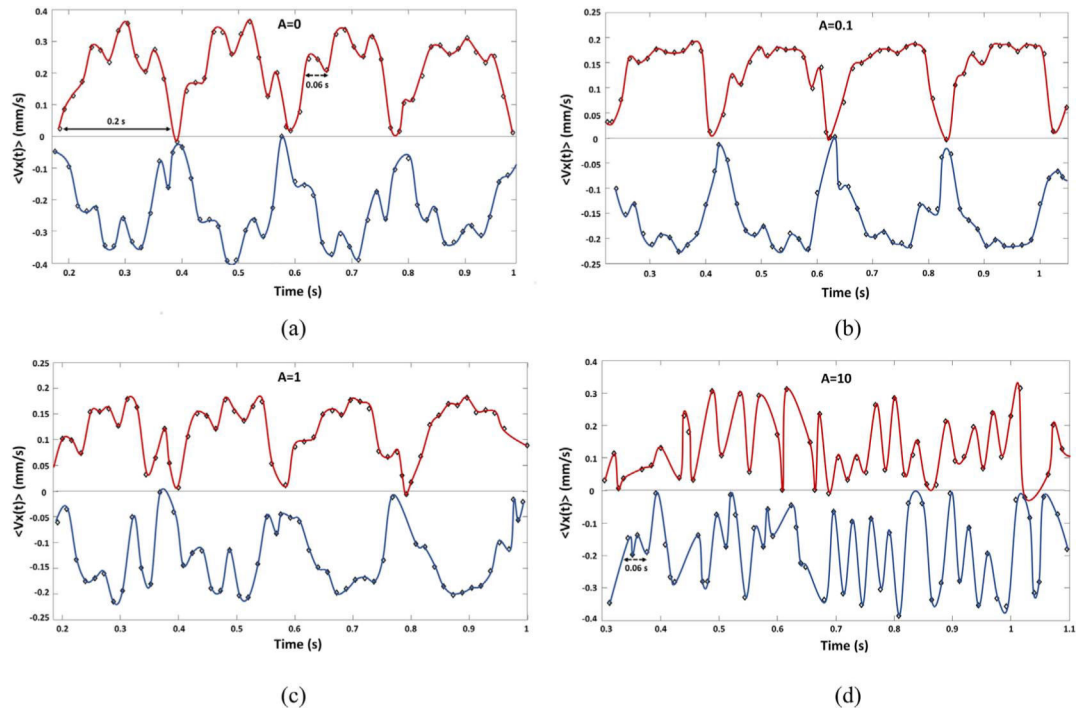 A=0
0.4
0.3
0.2
0.1
0
-0.1
-0.2
-0.3
-0.4
<Vx(t)> (mm/s)
0.06 s
0.2 s
0.2 0.3 0.4 0.5 0.6 0.7 0.8 0.9 1
Time (s)
(a)
A=0.1
0.25
0.2
0.15
0.1
0.05
0
-0.05
-0.1
-0.15
-0.2
0.25
<Vx(t)> (mm/s)
0.3 0.4 0.5 0.6 0.7 0.8 0.9 1
Time (s)
(b)
A=1
0.25
0.2
0.15
0.1
0.05
0
-0.05
-0.1
-0.15
-0.2
-0.25
<Vx(t)> (mm/s)
0.2 0.3 0.4 0.5 0.6 0.7 0.8 0.9 1
Time (s)
(c)
A=10
0.4
0.3
0.2
0.1
0
-0.1
-0.2
-0.3
-0.4
<Vx(t)> (mm/s)
0.06 s
0.3 0.4 0.5 0.6 0.7 0.8 0.9 1 1.1
Time (s)
(d)